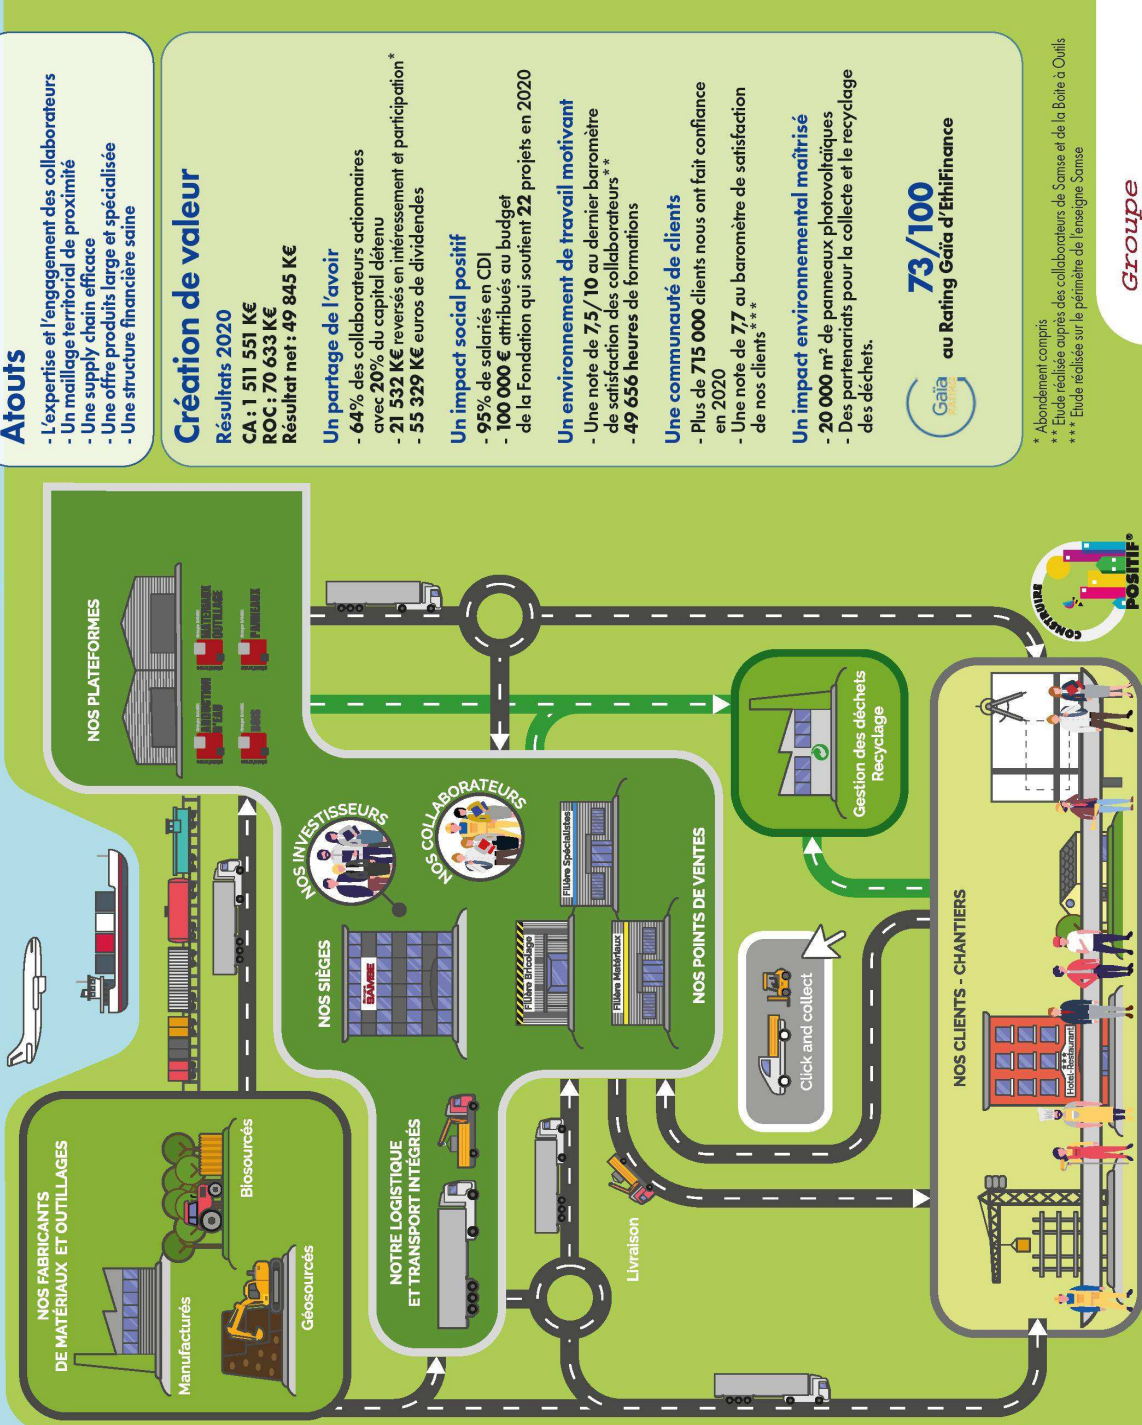 NOS FABRICANTS
DE MATÉRIAUX ET OUTILLAGES
Manufacturés
Biosourcés
Géosourcés
NOTRE LOGISTIQUE
ET TRANSPORT INTÉGRÉS
NOS PLATEFORMES
ADDUCTION
D'EAU
MATERIAUX
OUTILLAGE
BOIS
PANNEAUX
NOS INVESTISSEURS
NOS COLLABORATEURS
NOS SIÈGES
Filière Bricolage
Filière Spécialistes
Filière Matériaux
NOS POINTS DE VENTES
Livraison
Click and collect
Gestion des déchets
Recyclage
NOS CLIENTS - CHANTIERS
Hotel-Restaurant
CONSTRUIRE
POSITIF®
Atouts
- L'expertise et l'engagement des collaborateurs
- Un maillage territorial de proximité
- Une supply chain efficace
- Une offre produits large et spécialisée
- Une structure financière saine
Création de valeur
Résultats 2020
CA : 1 511 551 K€
ROC : 70 633 K€
Résultat net : 49 845 K€
Un partage de l'avoir
- 64% des collaborateurs actionnaires
avec 20% du capital détenu
- 21 532 K€ reversés en intéressement et participation*
- 55 329 K€ euros de dividendes
Un impact social positif
- 95% de salariés en CDI
- 100 000 € attribués au budget
de la Fondation qui soutient 22 projets en 2020
Un environnement de travail motivant
- Une note de 7,5/10 au dernier baromètre
de satisfaction des collaborateurs**
- 49 656 heures de formations
Une communauté de clients
- Plus de 715 000 clients nous ont fait confiance
en 2020
- Une note de 7,7 au baromètre de satisfaction
de nos clients***
Un impact environnemental maîtrisé
- 20 000 m² de panneaux photovoltaïques
- Des partenariats pour la collecte et le recyclage
des déchets.
Gaïa
73/100
au Rating Gaïa d'EthiFinance
* Abondement compris
** Etude réalisée auprès des collaborateurs de Samse et de la Boîte à Outils
*** Etude réalisée sur le périmètre de l'enseigne Samse
Groupe